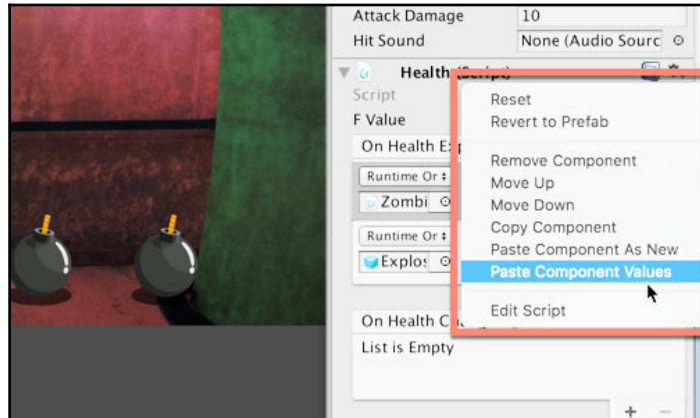 Attack Damage 10
Hit Sound None (Audio Sourc
Health (Script)
Script
F Value
On Health Exp
Runtime Or
Zombi
Runtime Or
Explos
On Health C
List is Empty
+ −
Reset
Revert to Prefab
Remove Component
Move Up
Move Down
Copy Component
Paste Component As New
Paste Component Values
Edit Script